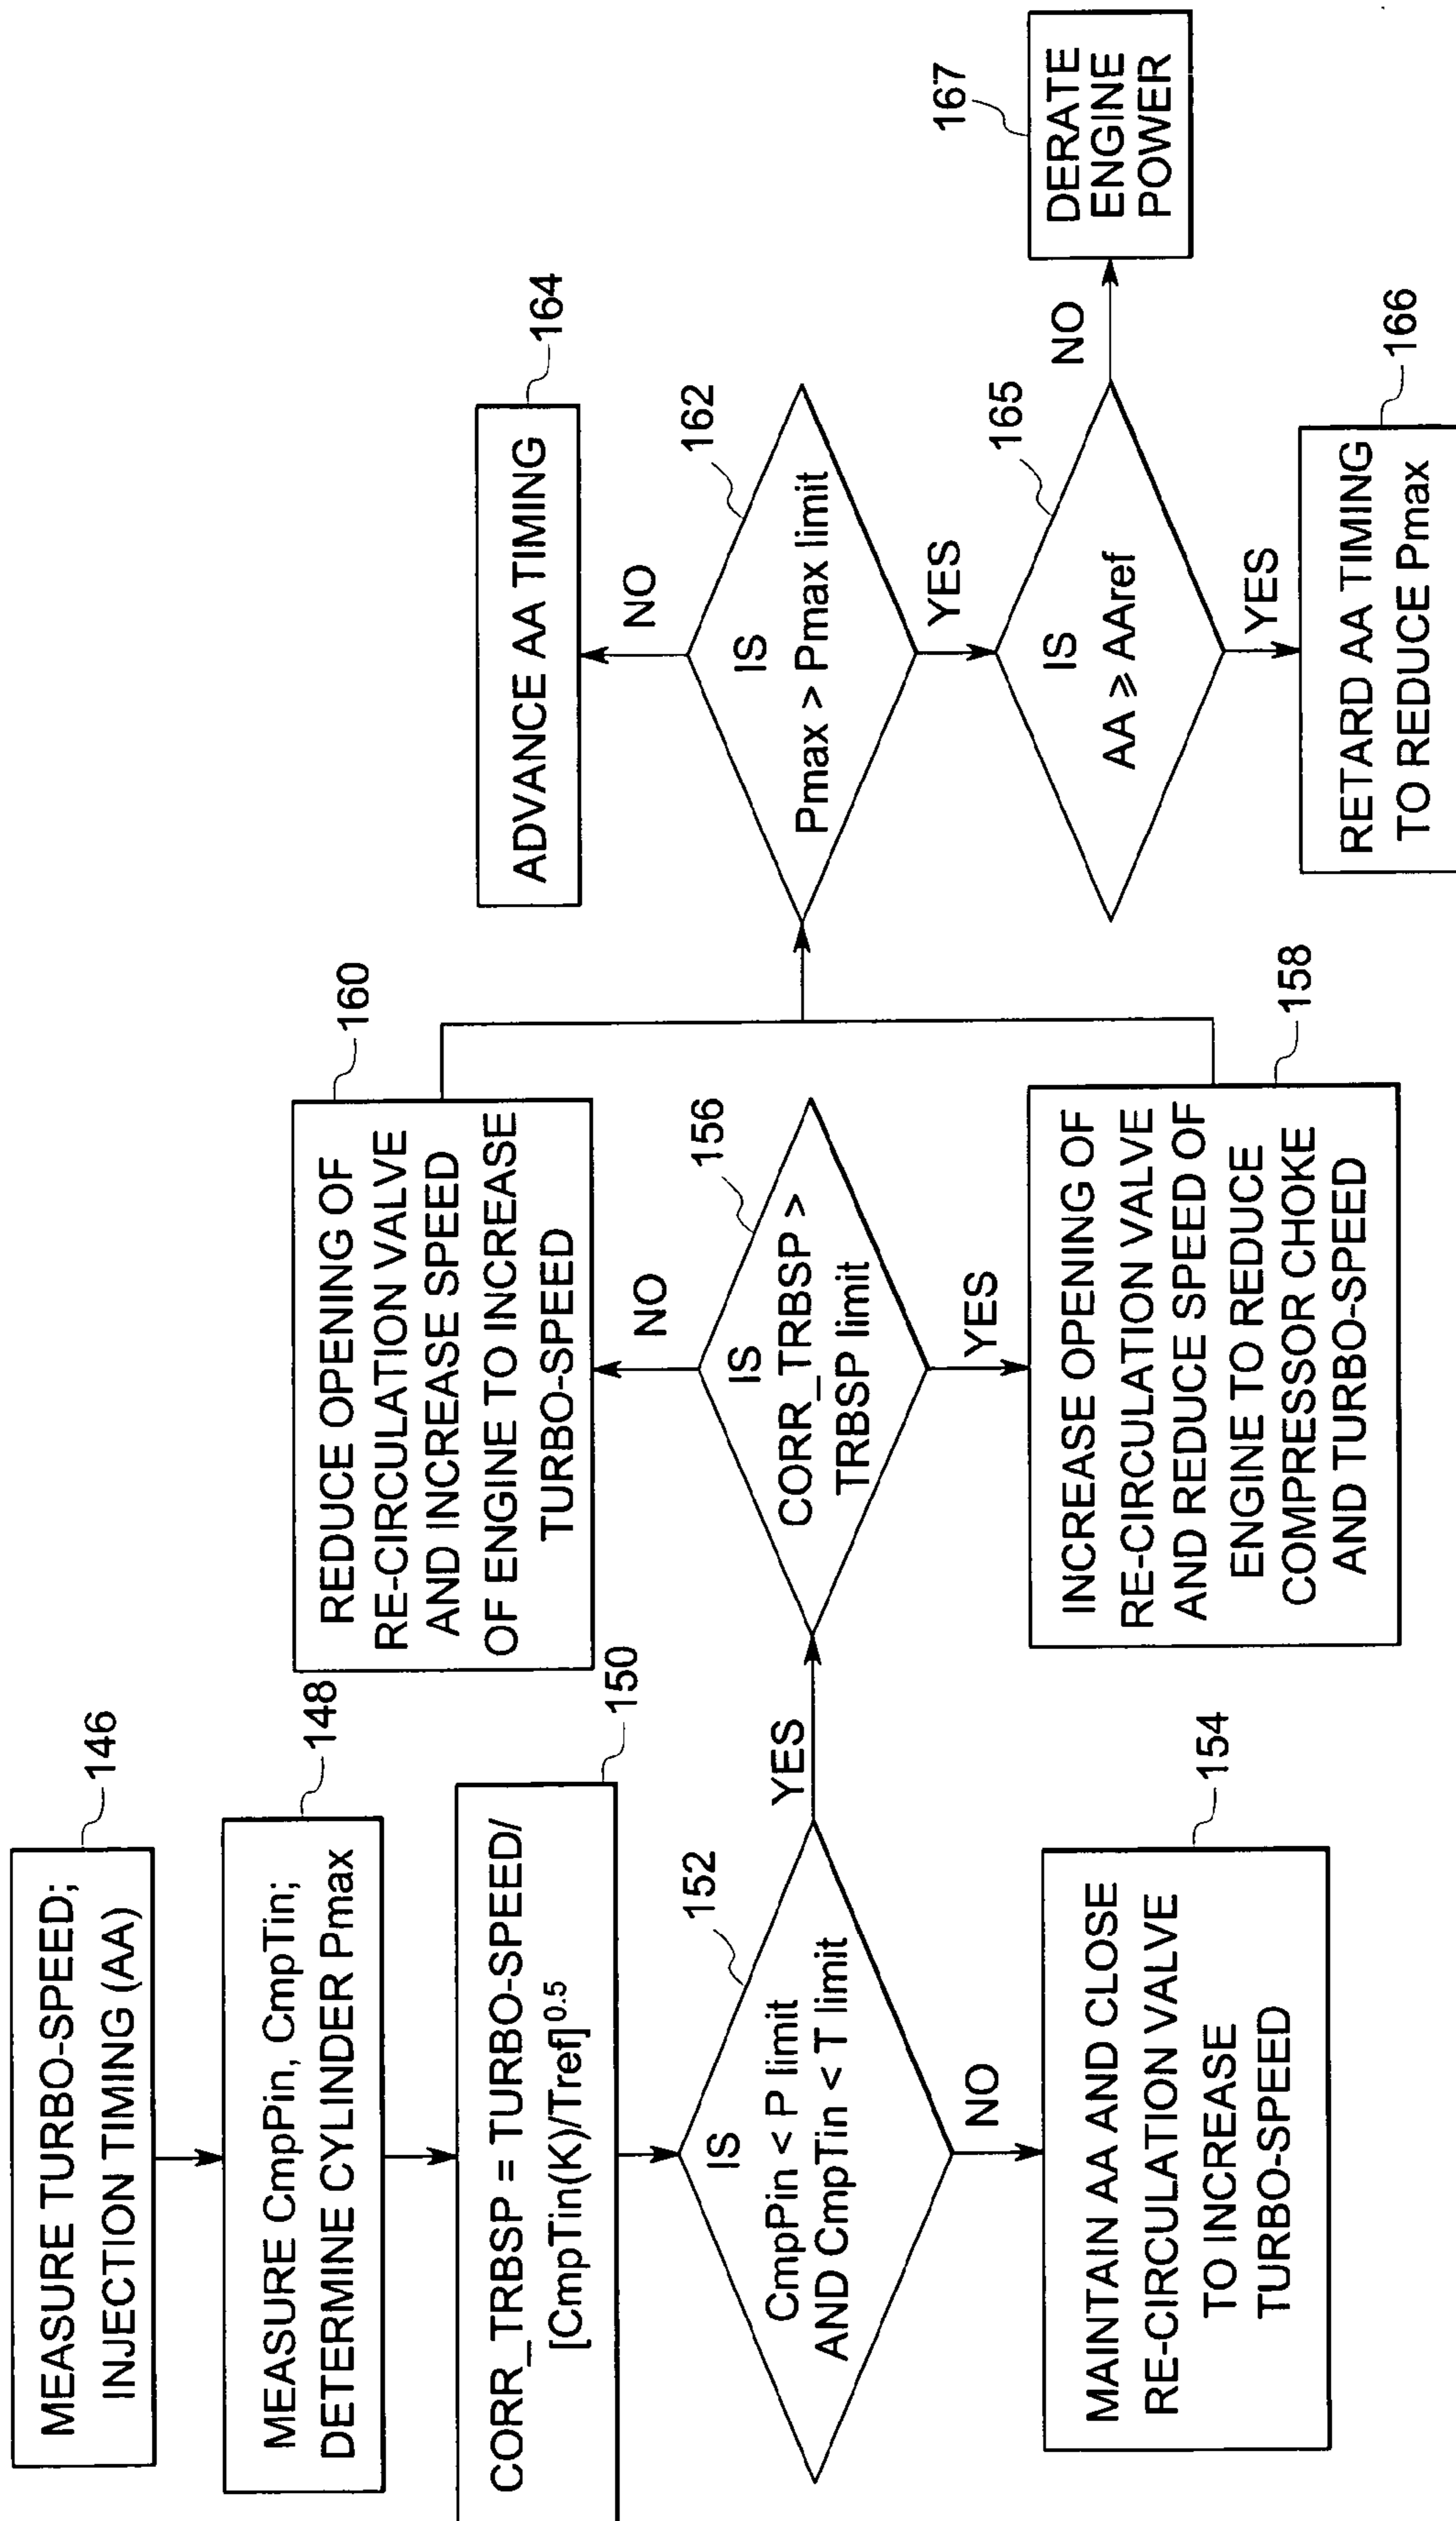 MEASURE TURBO-SPEED;
INJECTION TIMING (AA)
146
MEASURE CmpPin, CmpTin;
DETERMINE CYLINDER Pmax
148
CORR_TRBSP = TURBO-SPEED/
[CmpTin(K)/Tref]^0.5
150
IS
CmpPin < P limit
AND CmpTin < T limit
152
NO
MAINTAIN AA AND CLOSE
RE-CIRCULATION VALVE
TO INCREASE
TURBO-SPEED
154
YES
IS
CORR_TRBSP >
TRBSP limit
156
NO
REDUCE OPENING OF
RE-CIRCULATION VALVE
AND INCREASE SPEED
OF ENGINE TO INCREASE
TURBO-SPEED
160
YES
INCREASE OPENING OF
RE-CIRCULATION VALVE
AND REDUCE SPEED OF
ENGINE TO REDUCE
COMPRESSOR CHOKE
AND TURBO-SPEED
158
IS
Pmax > Pmax limit
162
NO
ADVANCE AA TIMING
164
YES
IS
AA ⩾ AAref
165
NO
DERATE
ENGINE
POWER
167
YES
RETARD AA TIMING
TO REDUCE Pmax
166